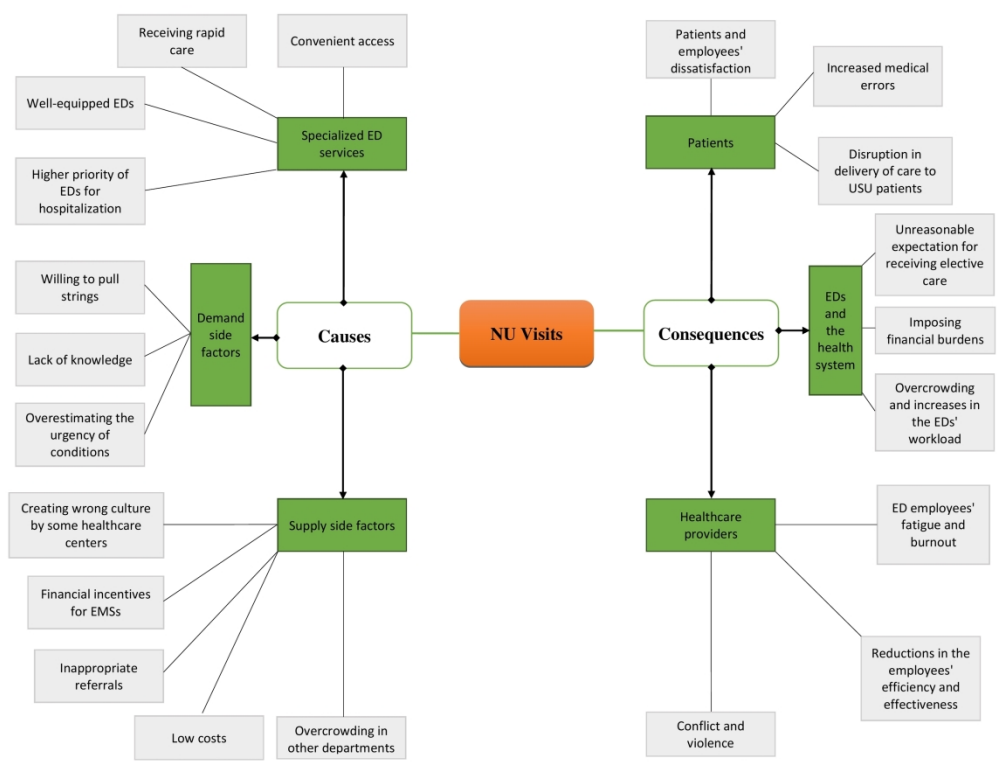 Receiving rapid
care
Convenient access
Well-equipped EDs
Specialized ED
services
Higher priority of
EDs for
hospitalization
Willing to pull
strings
Demand
side
factors
Lack of knowledge
Overestimating the
urgency of
conditions
Causes
NU Visits
Consequences
Creating wrong culture
by some healthcare
centers
Supply side factors
Financial incentives
for EMSs
Inappropriate
referrals
Low costs
Overcrowding in
other departments
Patients and
employees'
dissatisfaction
Increased medical
errors
Patients
Disruption in
delivery of care to
USU patients
Unreasonable
expectation for
receiving elective
care
EDs and
the
health
system
Imposing
financial burdens
Overcrowding
and increases in
the EDs'
workload
Healthcare
providers
ED employees'
fatigue and
burnout
Reductions in the
employees'
efficiency and
effectiveness
Conflict and
violence